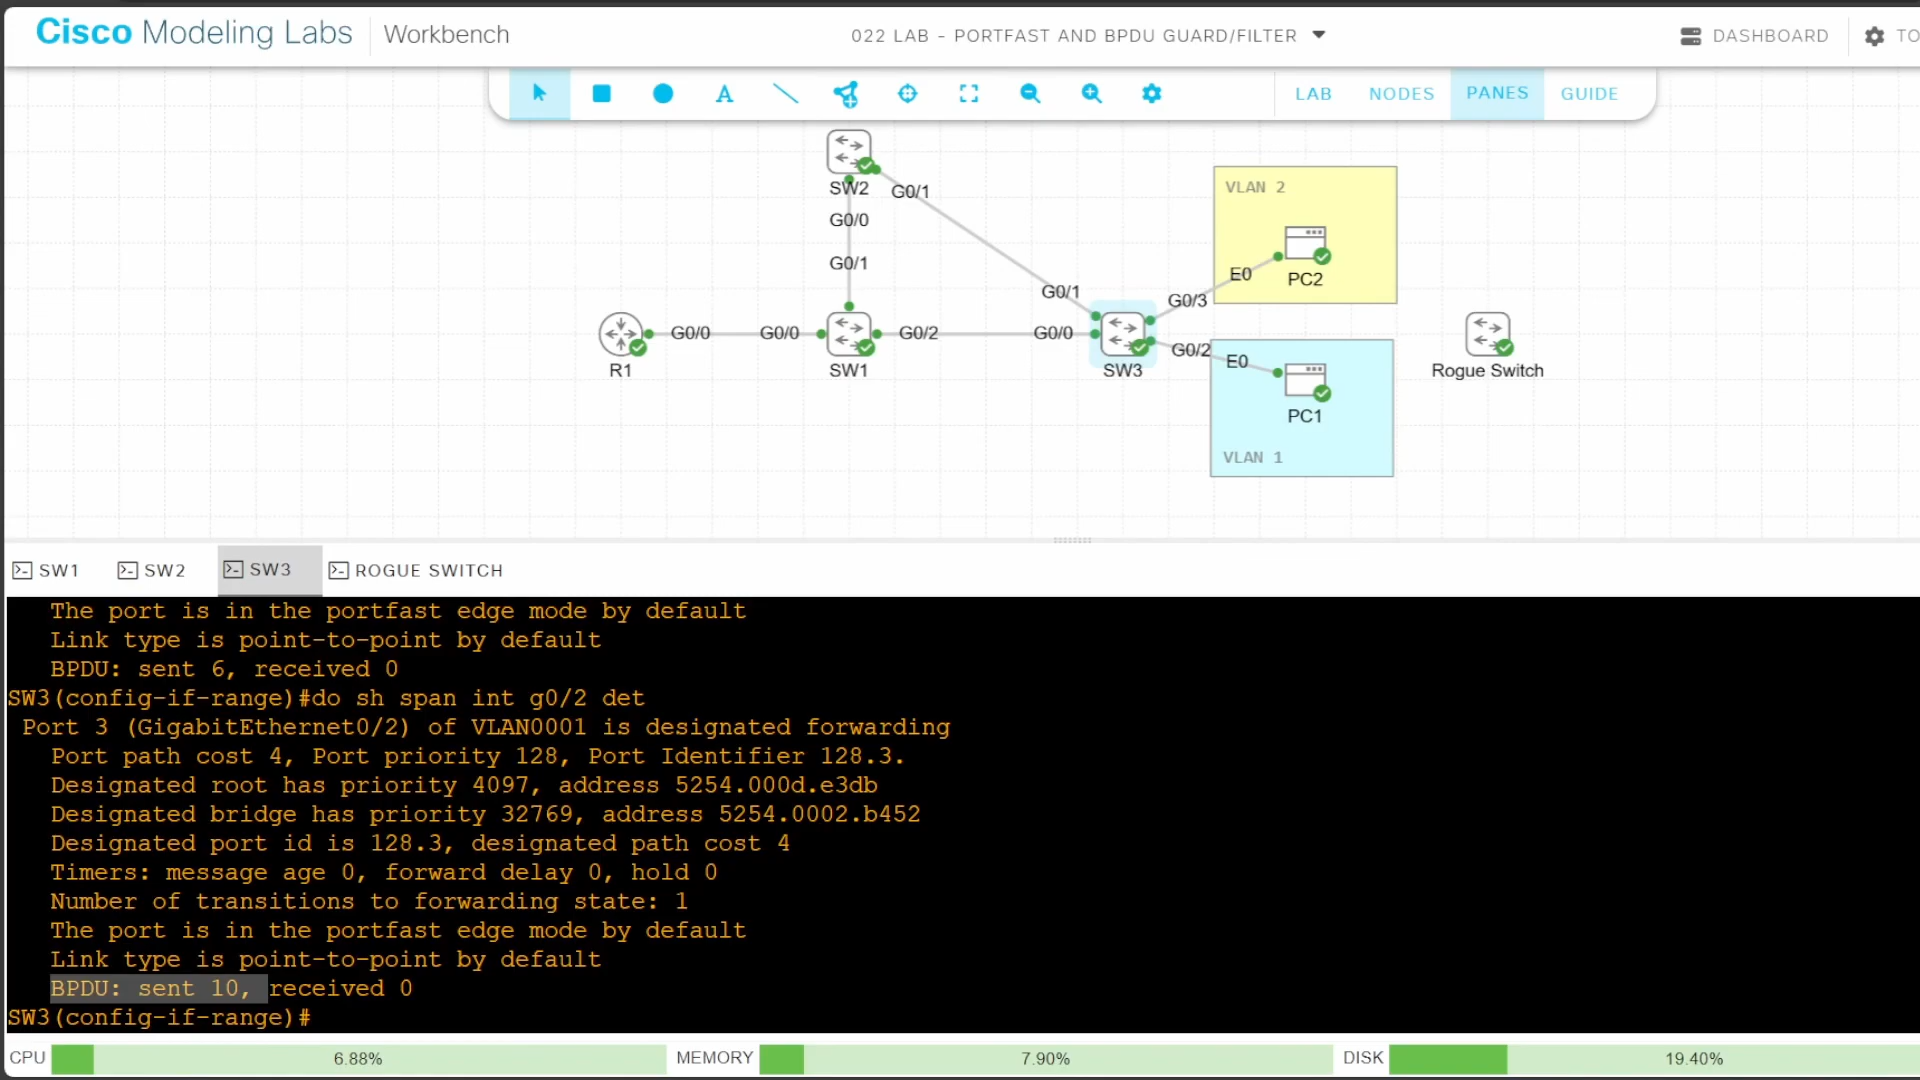 Cisco Modeling Labs Workbench
022 LAB - PORTFAST AND BPDU GUARD/FILTER
DASHBOARD
TO
LAB
NODES
PANES
GUIDE
SW2
G0/1
G0/0
G0/1
R1
G0/0
G0/0
SW1
G0/2
G0/0
G0/1
SW3
G0/3
G0/2
VLAN 2
E0
PC2
E0
PC1
VLAN 1
Rogue Switch
SW1
SW2
SW3
ROGUE SWITCH
The port is in the portfast edge mode by default
Link type is point-to-point by default
BPDU: sent 6, received 0
SW3(config-if-range)#do sh span int g0/2 det
Port 3 (GigabitEthernet0/2) of VLAN0001 is designated forwarding
Port path cost 4, Port priority 128, Port Identifier 128.3.
Designated root has priority 4097, address 5254.000d.e3db
Designated bridge has priority 32769, address 5254.0002.b452
Designated port id is 128.3, designated path cost 4
Timers: message age 0, forward delay 0, hold 0
Number of transitions to forwarding state: 1
The port is in the portfast edge mode by default
Link type is point-to-point by default
BPDU: sent 10, received 0
SW3(config-if-range)#
CPU 6.88%
MEMORY 7.90%
DISK 19.40%